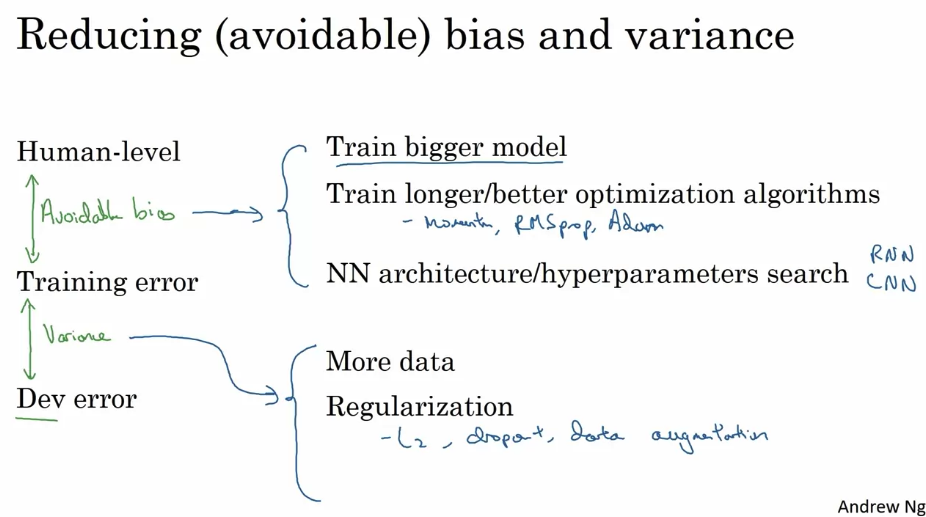 Reducing (avoidable) bias and variance
Human-level
Avoidable bias
Training error
Variance
Dev error
Train bigger model
Train longer/better optimization algorithms
- Momentum, RMSprop, Adam
NN architecture/hyperparameters search
RNN
CNN
More data
Regularization
- L2, dropout, data augmentation
Andrew Ng